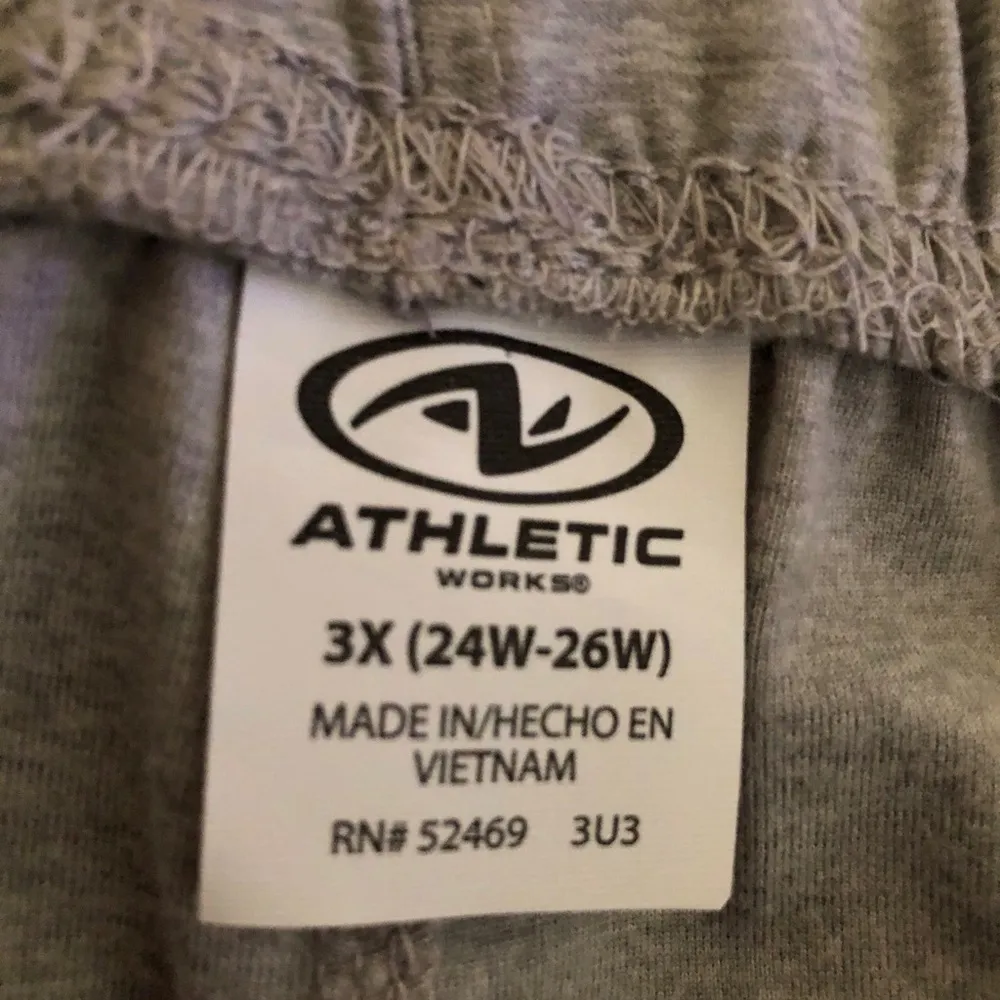 ATHLETIC
WORKS®
3X (24W-26W)
MADE IN/HECHO EN
VIETNAM
RN# 52469 3U3